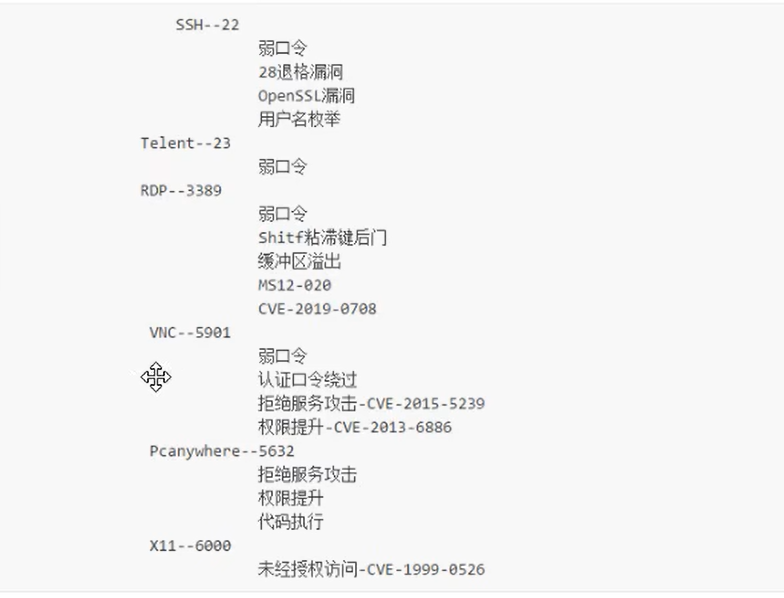 SSH--22
弱口令
28退格漏洞
OpenSSL漏洞
用户名枚举
Telent--23
弱口令
RDP--3389
弱口令
Shitf粘滞键后门
缓冲区溢出
MS12-020
CVE-2019-0708
VNC--5901
弱口令
认证口令绕过
拒绝服务攻击-CVE-2015-5239
权限提升-CVE-2013-6886
Pcanywhere--5632
拒绝服务攻击
权限提升
代码执行
X11--6000
未经授权访问-CVE-1999-0526